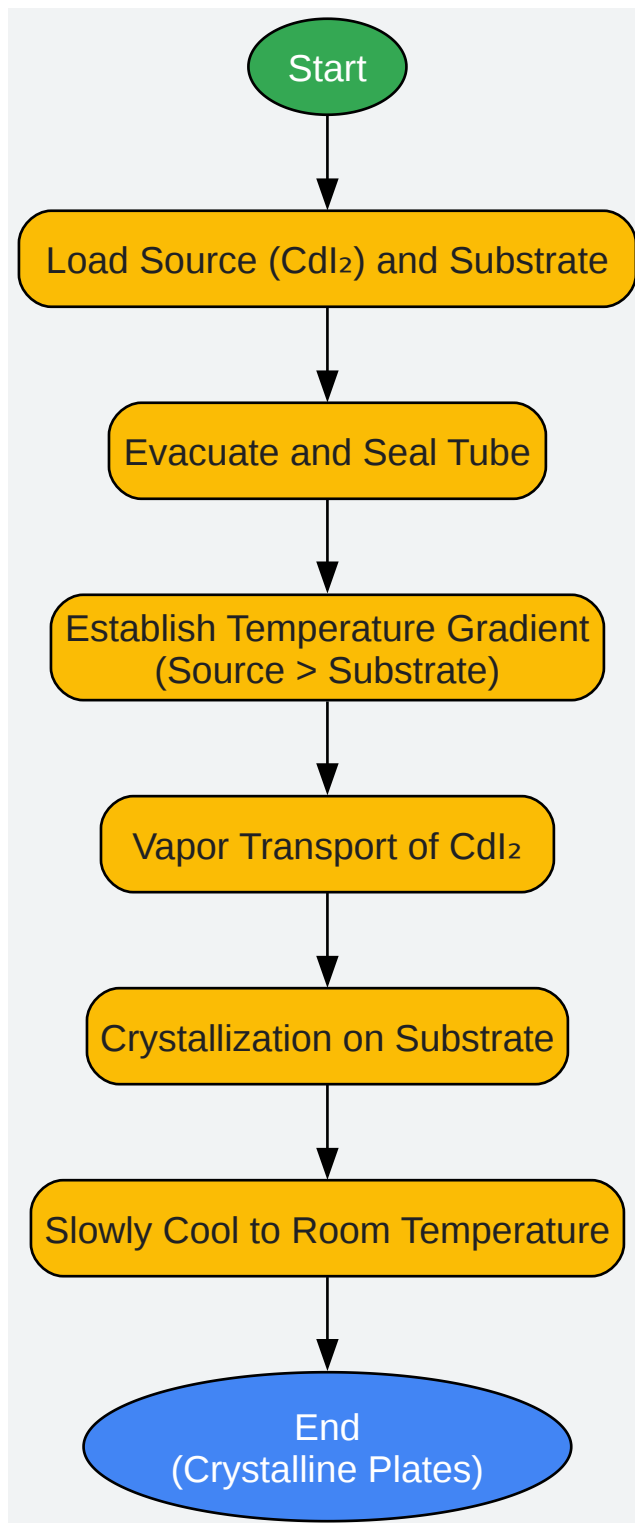 Start
Load Source (CdI₂) and Substrate
Evacuate and Seal Tube
Establish Temperature Gradient
(Source > Substrate)
Vapor Transport of CdI₂
Crystallization on Substrate
Slowly Cool to Room Temperature
End
(Crystalline Plates)